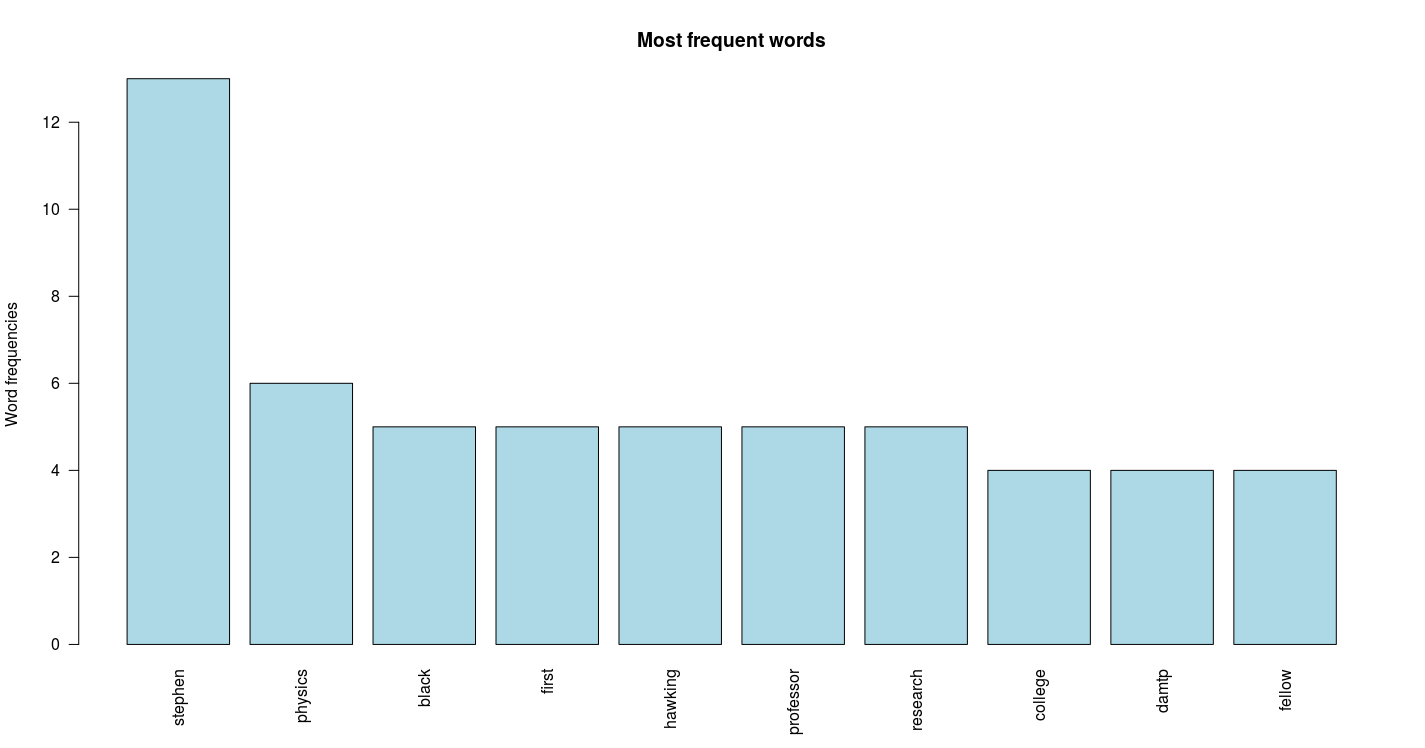 Most frequent words
Word frequencies
12
10
8
6
4
2
0
stephen
physics
black
first
hawking
professor
research
college
damtp
fellow